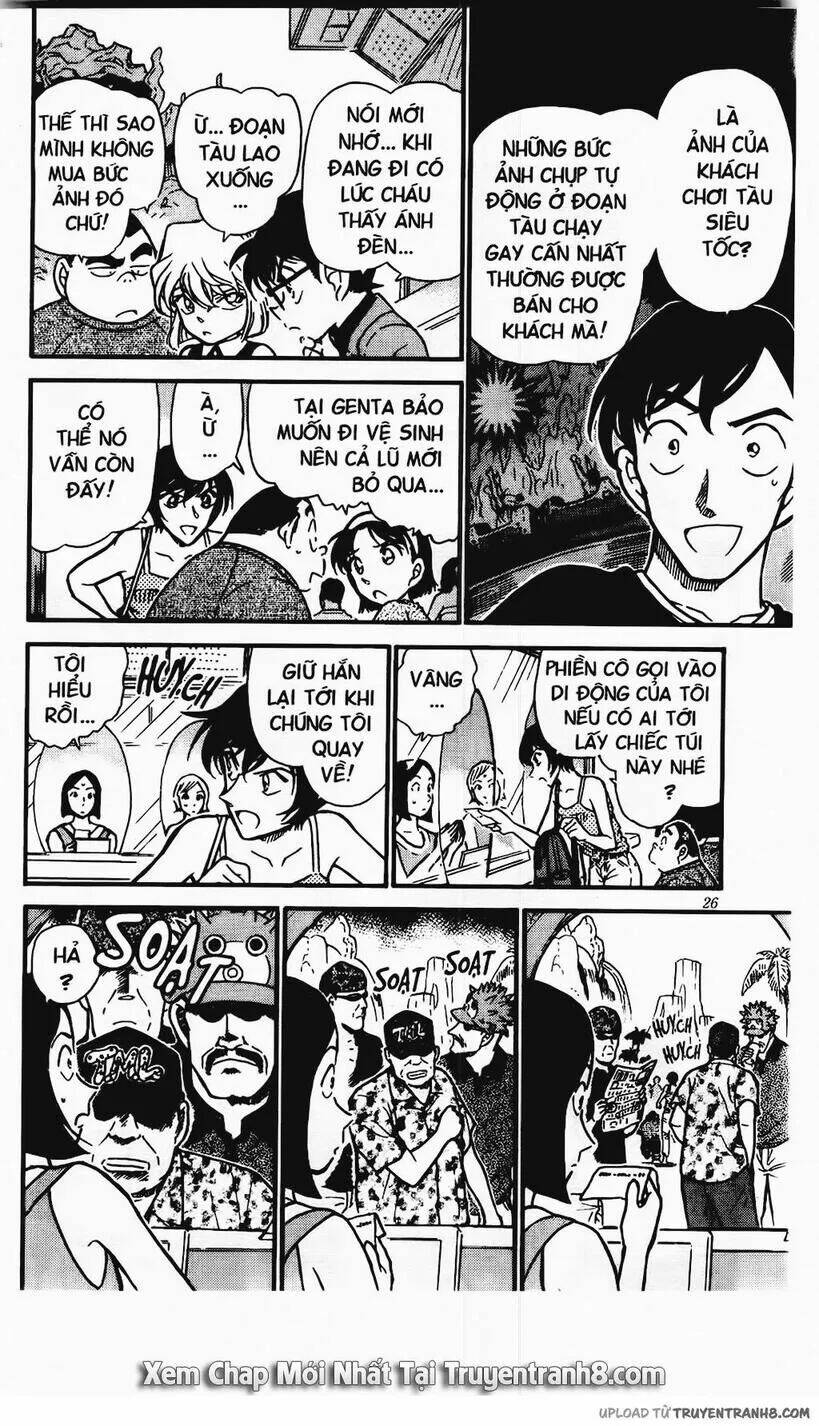 LÀ
ẢNH CỦA
KHÁCH
CHƠI TÀU
SIÊU
TỐC?
NHỮNG BỨC
ẢNH CHỤP TỰ
ĐỘNG Ở ĐOẠN
TÀU CHẠY
GAY CẤN NHẤT
THƯỜNG ĐƯỢC
BÁN CHO
KHÁCH MÀ!
NÓI MỚI
NHỚ... KHI
ĐANG ĐI CÓ
LÚC CHÁU
THẤY ÁNH
ĐÈN...
Ừ... ĐOẠN
TÀU LAO
XUỐNG
...
THẾ THÌ SAO
MÌNH KHÔNG
MUA BỨC
ẢNH ĐÓ
CHỨ!
TẠI GENTA BẢO
MUỐN ĐI VỆ SINH
NÊN CẢ LŨ MỚI
BỎ QUA...
À,
Ừ
...
CÓ
THỂ NÓ
VẪN CÒN
ĐẤY!
PHIỀN CÔ GỌI VÀO
DI ĐỘNG CỦA TÔI
NẾU CÓ AI TỚI
LẤY CHIẾC TÚI
NÀY NHÉ
?
VÂNG
...
GIỮ HẮN
LẠI TỚI KHI
CHÚNG TÔI
QUAY
VỀ!
HUỴCH
TÔI
HIỂU
RỒI...
26
HUỴCH
HUỴCH
SOẠT
SOẠT
TML
SOẠT
HẢ
?
TML
Xem Chap Mới Nhất Tại Truyentranh8.com
UPLOAD TỪ TRUYENTRANH8.COM